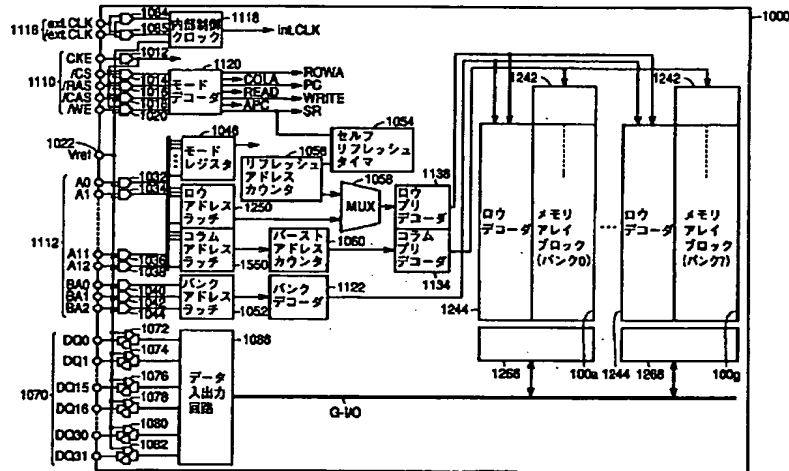 1000
1084
ext.CLK
1118
/ext.CLK
1085
内部制御
クロック
1118
int.CLK
CKE
1012
/CS
/RAS
/CAS
/WE
1110
1014
1016
1018
1020
モード
デコーダ
1120
COLA
READ
APC
ROWA
PC
WRITE
SR
1022
Vref
1046
モード
レジスタ
1054
セルフ
リフレッシュ
タイマ
1056
リフレッシュ
アドレス
カウンタ
1058
MUX
1138
ロウ
プリ
デコーダ
A0
A1
1032
1034
1112
A11
A12
1036
1038
ロウ
アドレス
ラッチ
1250
コラム
アドレス
ラッチ
1550
バースト
アドレス
カウンタ
1060
コラム
プリ
デコーダ
1134
BA0
BA1
BA2
1040
1044
バンク
アドレス
ラッチ
1052
バンク
デコーダ
1122
1242
1242
ロウ
デコーダ
メモリ
アレイ
ブロック
(バンク0)
...
ロウ
デコーダ
メモリ
アレイ
ブロック
(バンク7)
1244
1266
100a
1244
1268
100g
1070
DQ0
DQ1
DQ15
DQ16
DQ30
DQ31
1072
1074
1076
1078
1080
1082
1086
データ
入出力
回路
G-I/O